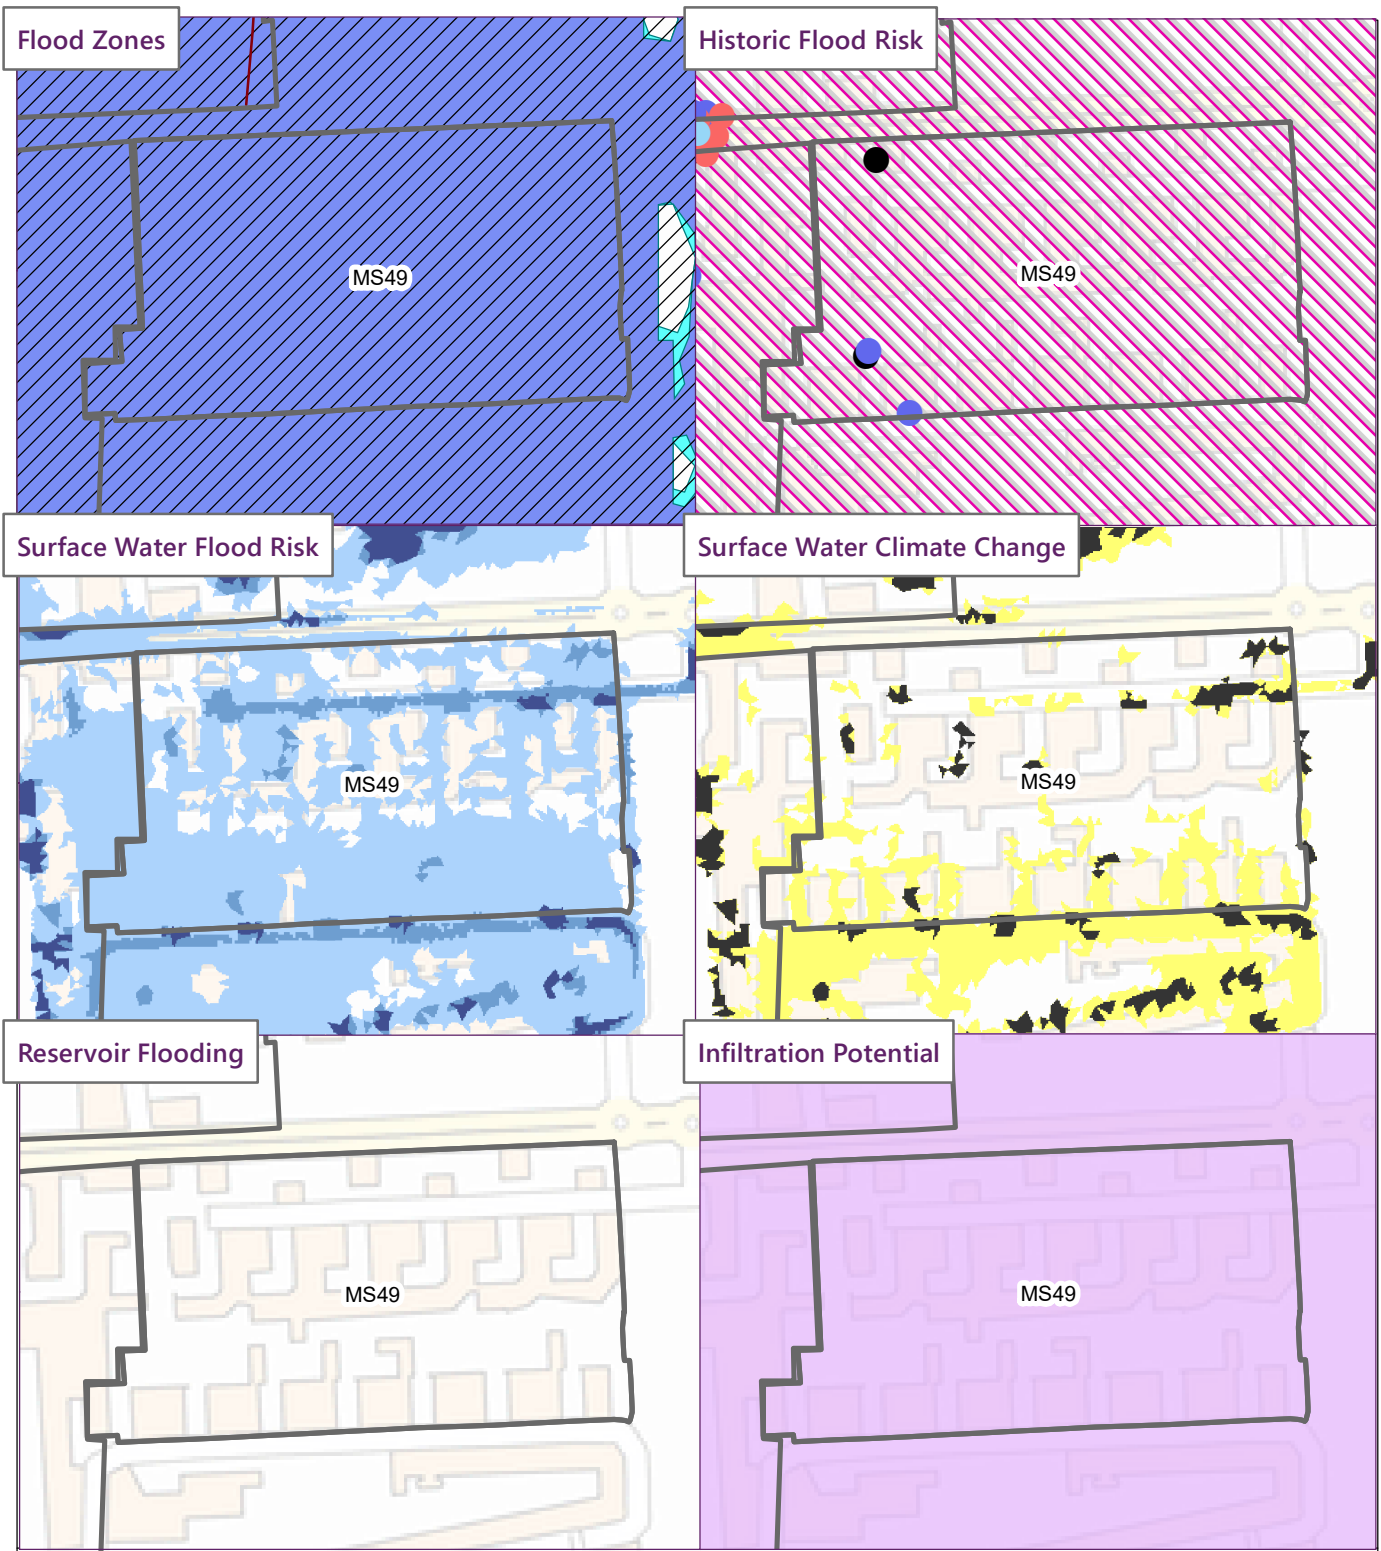 Flood Zones
Historic Flood Risk
MS49
MS49
Surface Water Flood Risk
Surface Water Climate Change
MS49
MS49
Reservoir Flooding
Infiltration Potential
MS49
MS49